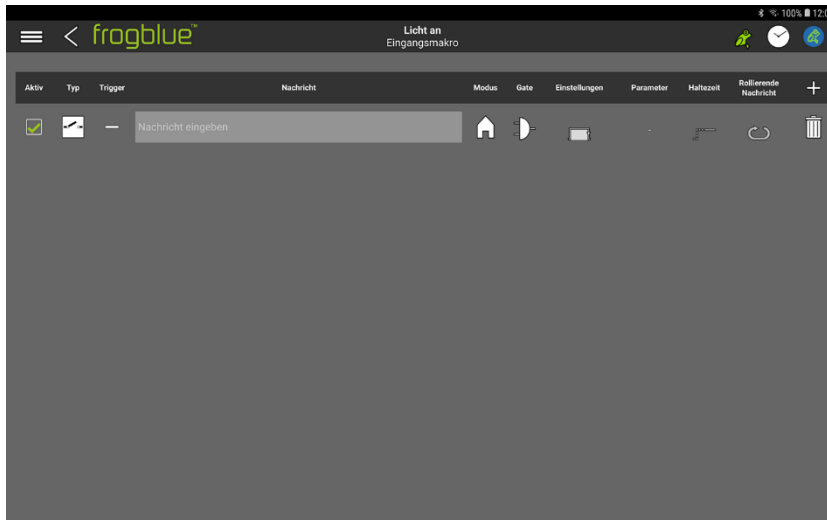 100% 12:0
frogblue™
Licht an
Eingangsmakro
Aktiv Typ Trigger Nachricht Modus Gate Einstellungen Parameter Haltezeit Rollierende
Nachricht
Nachricht eingeben